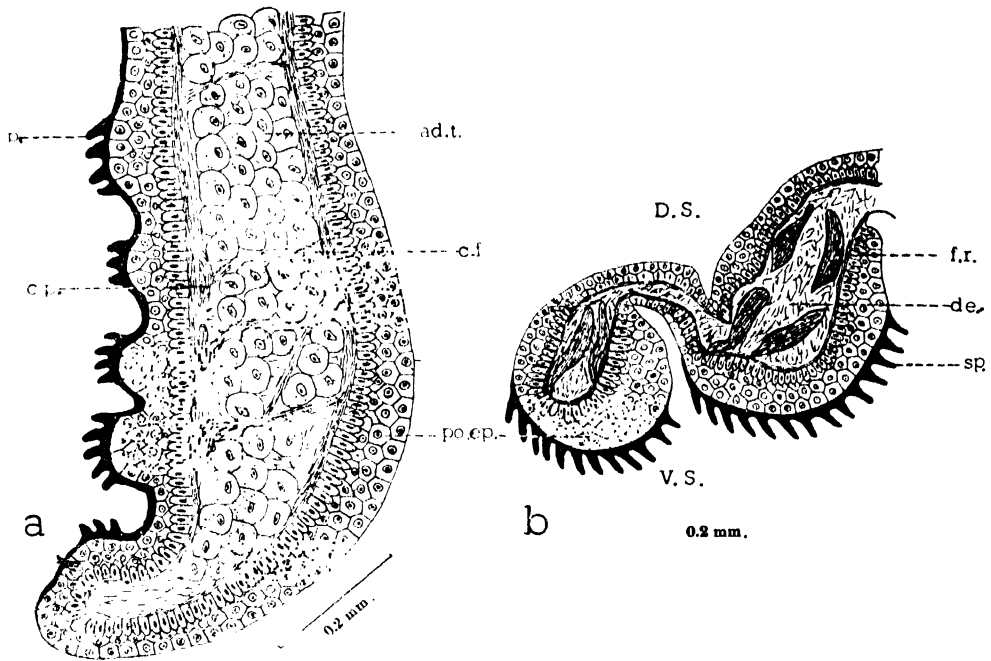 p.
ad.t.
c.f
c.p.
po.ep.
a
0.2 mm.
D.S.
f.r.
de.
sp
V.S.
b
0.2 mm.